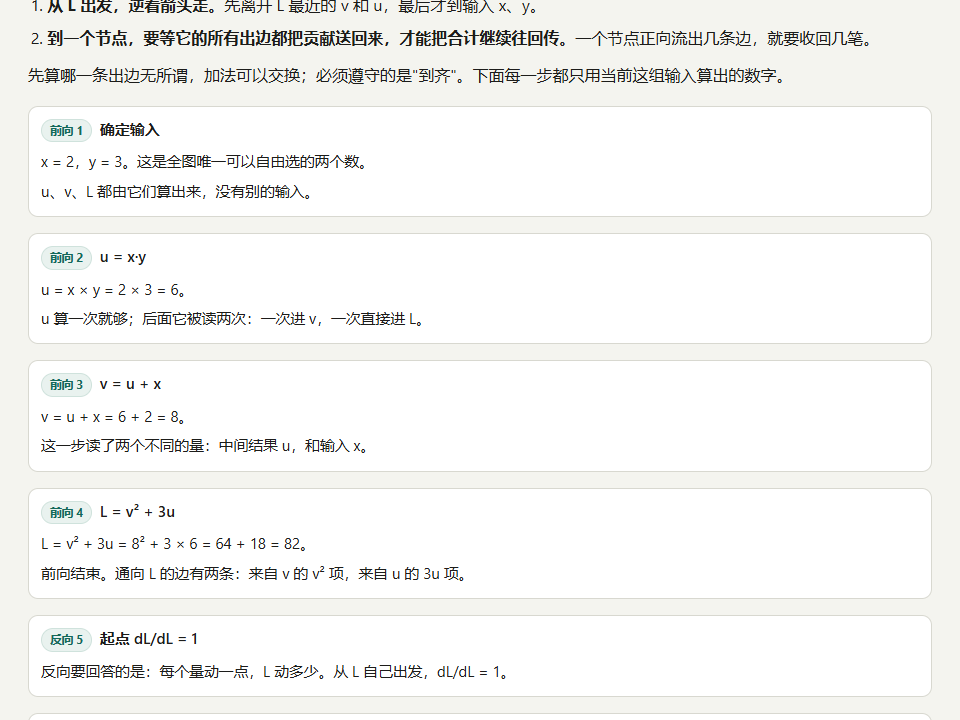 1. 从 L 出发，逆着箭头走。先离开 L 最近的 v 和 u，最后才到输入 x、y。
2. 到一个节点，要等它的所有出边都把贡献送回来，才能把合计继续往回传。一个节点正向流出几条边，就要收回几笔。
先算哪一条出边无所谓，加法可以交换；必须遵守的是"到齐"。下面每一步都只用当前这组输入算出的数字。
前向 1 确定输入
x = 2，y = 3。这是全图唯一可以自由选的两个数。
u、v、L 都由它们算出来，没有别的输入。
前向 2 u = x·y
u = x × y = 2 × 3 = 6。
u 算一次就够；后面它被读两次：一次进 v，一次直接进 L。
前向 3 v = u + x
v = u + x = 6 + 2 = 8。
这一步读了两个不同的量：中间结果 u，和输入 x。
前向 4 L = v² + 3u
L = v² + 3u = 8² + 3 × 6 = 64 + 18 = 82。
前向结束。通向 L 的边有两条：来自 v 的 v² 项，来自 u 的 3u 项。
反向 5 起点 dL/dL = 1
反向要回答的是：每个量动一点，L 动多少。从 L 自己出发，dL/dL = 1。